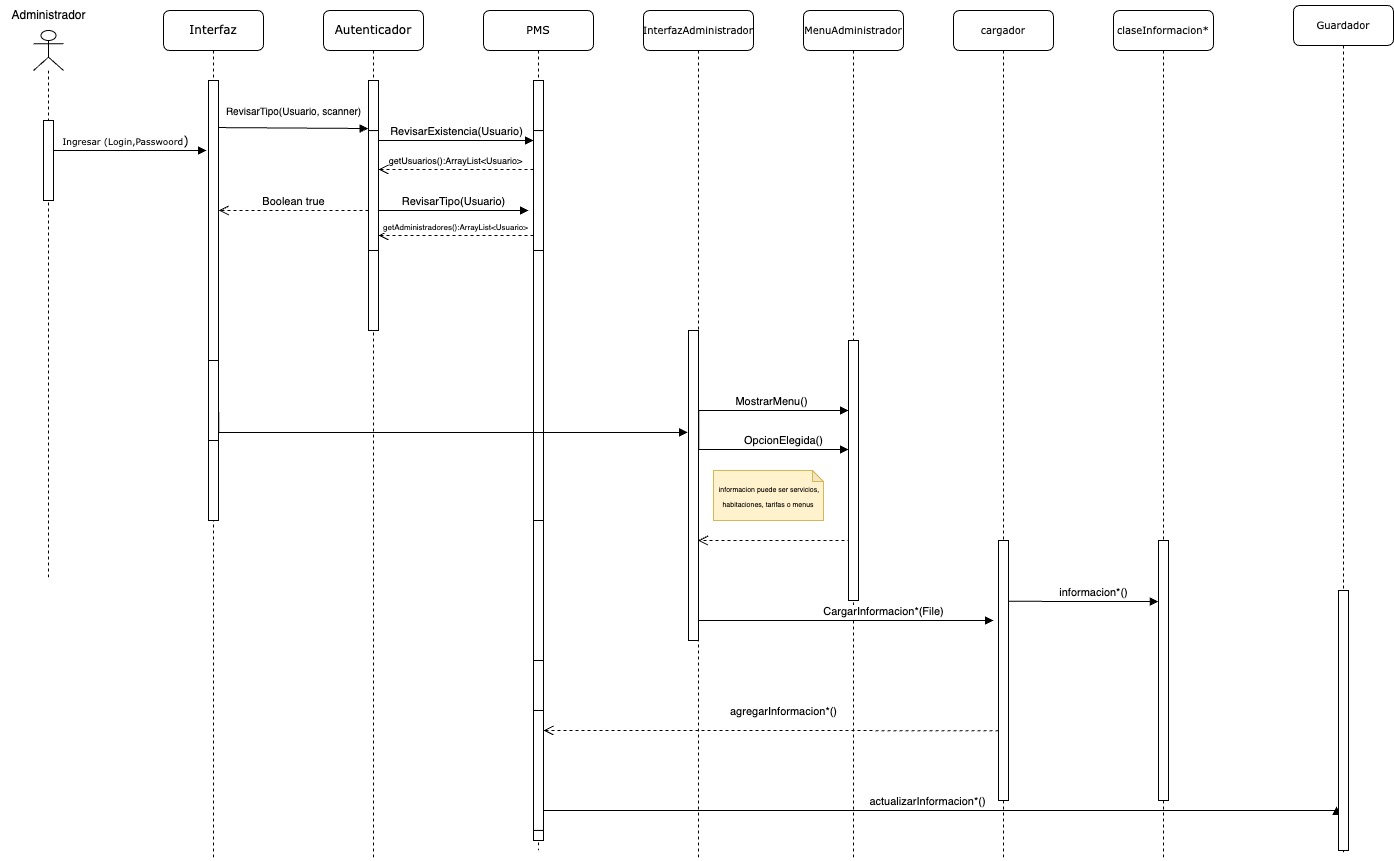 Administrador
Interfaz
Autenticador
PMS
InterfazAdministrador
MenuAdministrador
cargador
claseInformacion*
Guardador
RevisarTipo(Usuario, scanner)
RevisarExistencia(Usuario)
Ingresar (Login,Passwoord)
getUsuarios():ArrayList<Usuario>
Boolean true
RevisarTipo(Usuario)
getAdministradores():ArrayList<Usuario>
MostrarMenu()
OpcionElegida()
informacion puede ser servicios,
habitaciones, tarifas o menus
informacion*()
CargarInformacion*(File)
agregarInformacion*()
actualizarInformacion*()